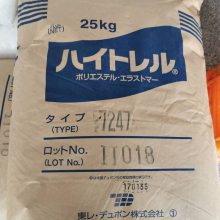 25kg
ハイトレル®
ポリエステル・エラストマー
タイプ
(TYPE)
7247
ロットNo.
(LOT No.)
11018
170185
東レ・デュポン株式会社 ①